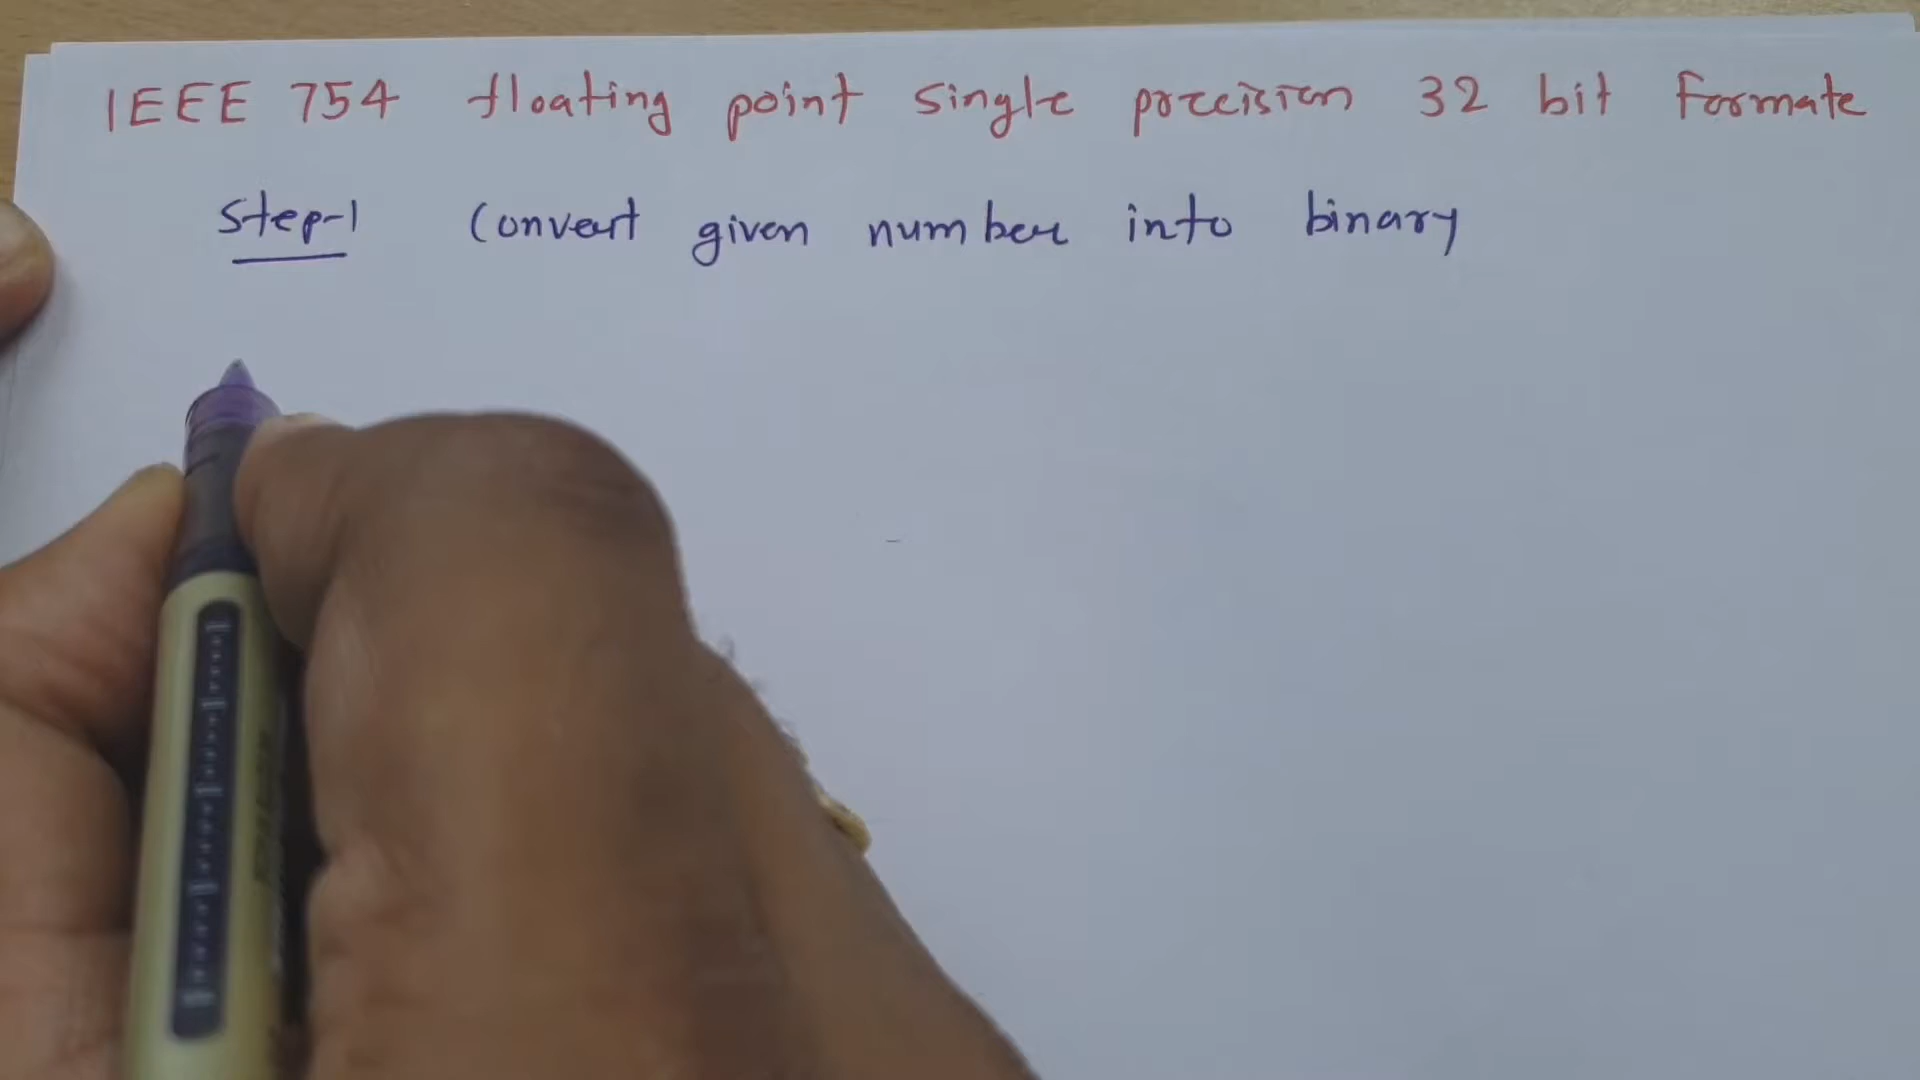 IEEE 754 floating point single precision 32 bit Formate
Step-1 Convert given number into binary